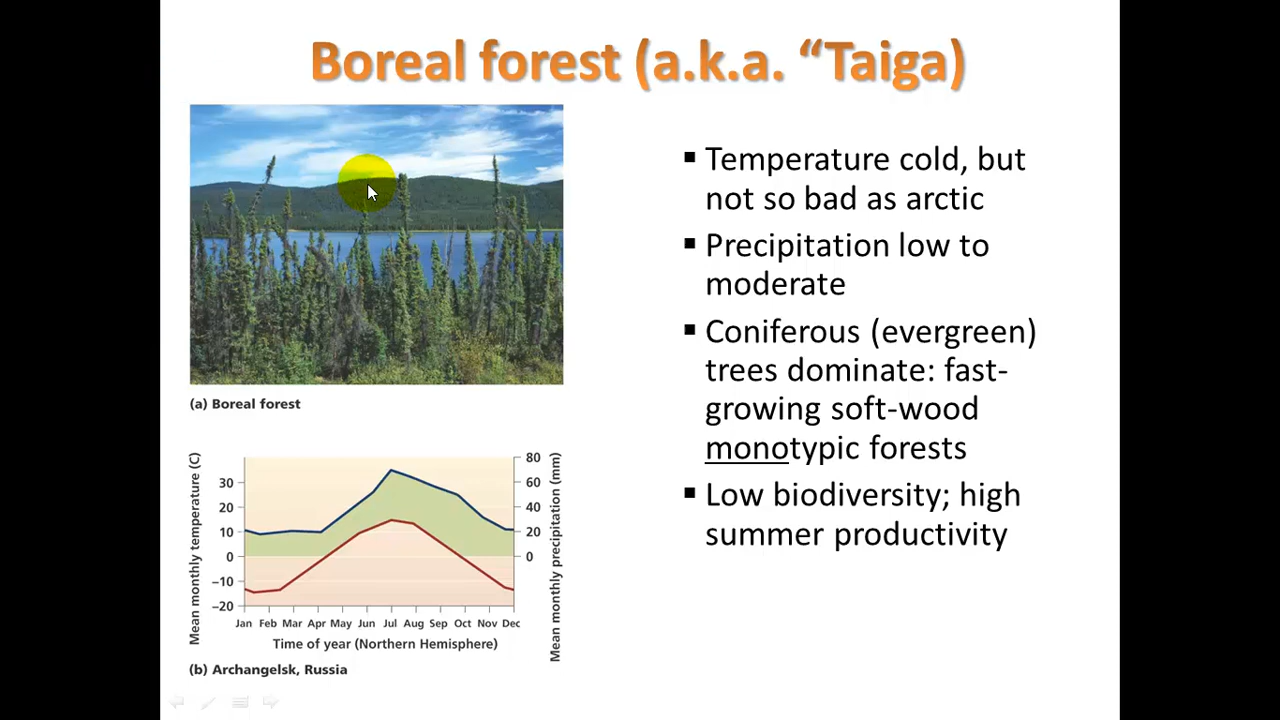 Boreal forest (a.k.a. “Taiga)
(a) Boreal forest
Mean monthly temperature (C)
30
20
10
0
–10
–20
80
60
40
20
0
Mean monthly precipitation (mm)
Jan Feb Mar Apr May Jun Jul Aug Sep Oct Nov Dec
Time of year (Northern Hemisphere)
(b) Archangelsk, Russia
▪ Temperature cold, but
not so bad as arctic
▪ Precipitation low to
moderate
▪ Coniferous (evergreen)
trees dominate: fast-
growing soft-wood
monotypic forests
▪ Low biodiversity; high
summer productivity